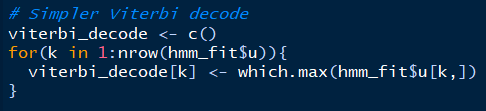 # Simpler Viterbi decode
viterbi_decode <- c()
for(k in 1:nrow(hmm_fit$u)){
  viterbi_decode[k] <- which.max(hmm_fit$u[k,])
}